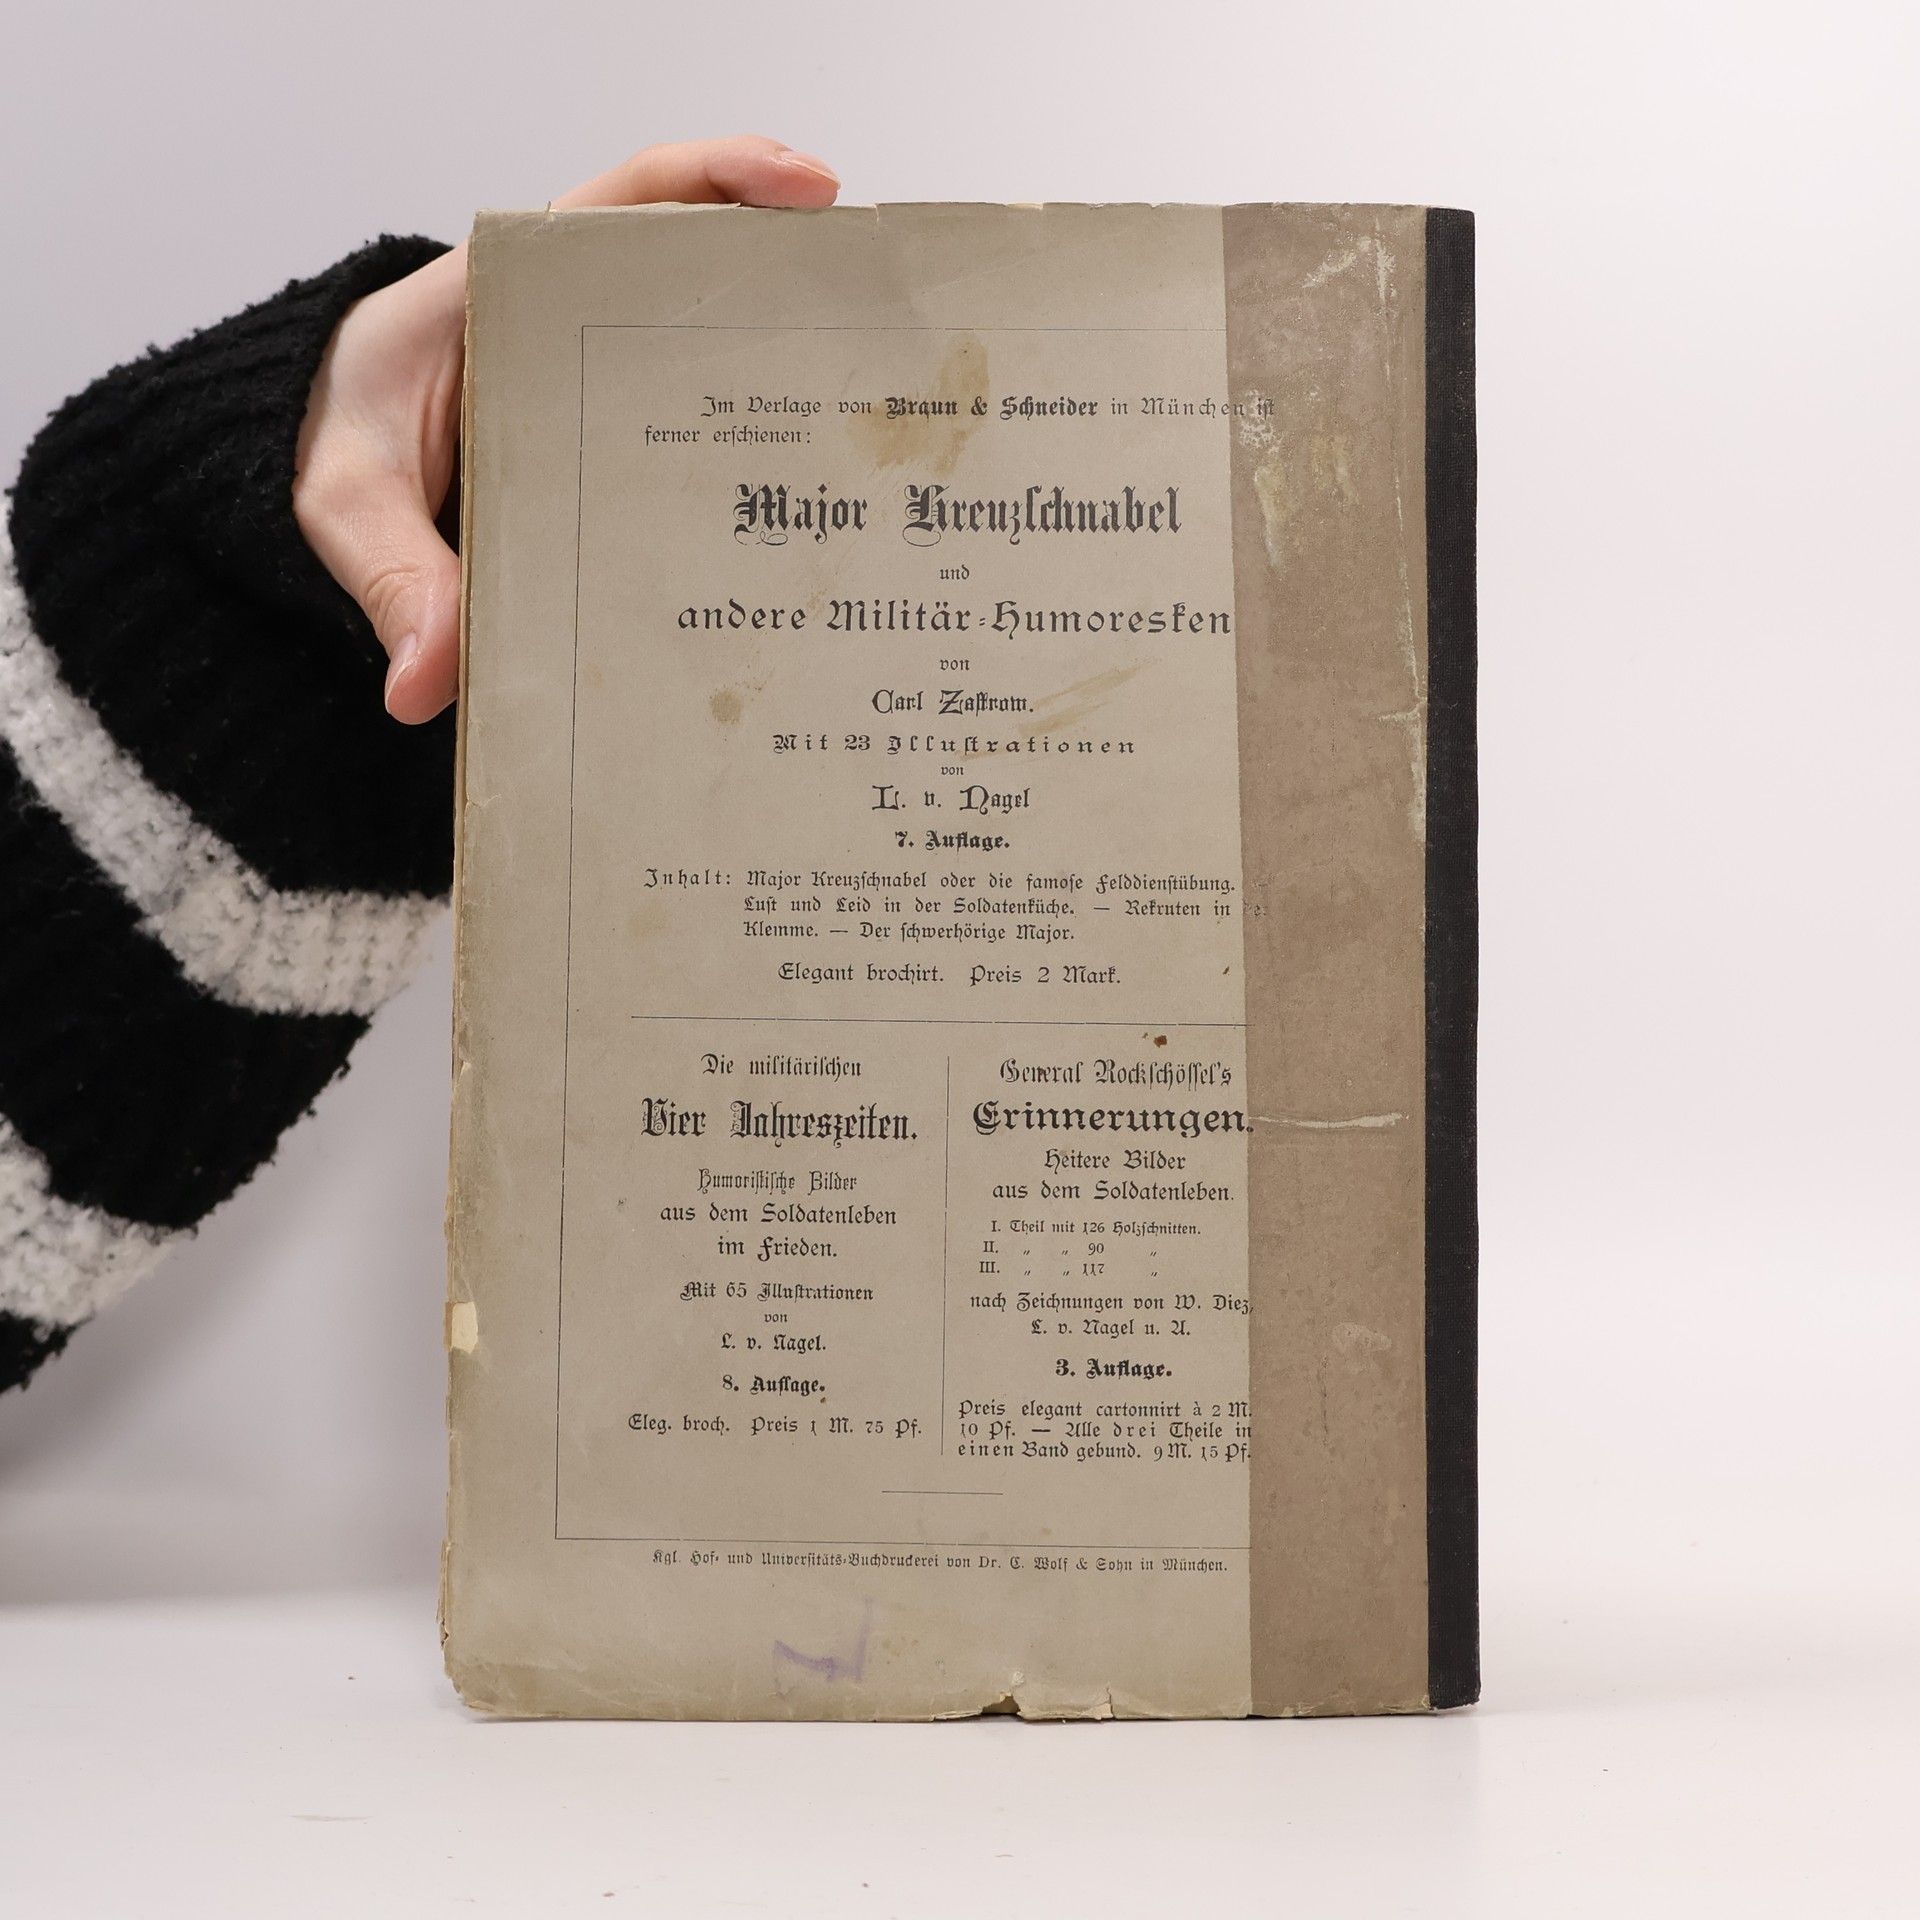 Im Verlage von Braun & Schneider in München ist
ferner erschienen:
Major Kreuzschnabel
und
andere Militär-Humoresken
von
Carl Zastrow.
Mit 23 Illustrationen
von
L. v. Nagel
7. Auflage.
Inhalt: Major Kreuzschnabel oder die famose Felddienstübung.
Lust und Leid in der Soldatenküche. — Rekruten in der
Klemme. — Der schwerhörige Major.
Elegant brochirt. Preis 2 Mark.
Die militärischen
Vier Jahreszeiten.
Humoristische Bilder
aus dem Soldatenleben
im Frieden.
Mit 65 Illustrationen
von
L. v. Nagel.
8. Auflage.
Eleg. broch. Preis 1 M. 75 Pf.
General Rockschössel's
Erinnerungen.
Heitere Bilder
aus dem Soldatenleben.
I. Theil mit 126 Holzschnitten.
II. „ „ 90 „
III. „ „ 117 „
nach Zeichnungen von W. Diez,
L. v. Nagel u. A.
3. Auflage.
Preis elegant cartonnirt à 2 M.
10 Pf. — Alle drei Theile in
einen Band gebund. 9 M. 15 Pf.
Kgl. Hof- und Universitäts-Buchdruckerei von Dr. C. Wolf & Sohn in München.